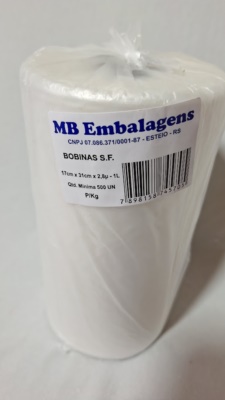 MB Embalagens
CNPJ 07.086.371/0001-67 - ESTEIO - RS
BOBINAS S.F.
17cm x 31cm x 2,6µ - 1L
Qtd. Mínima 500 UN
P/Kg